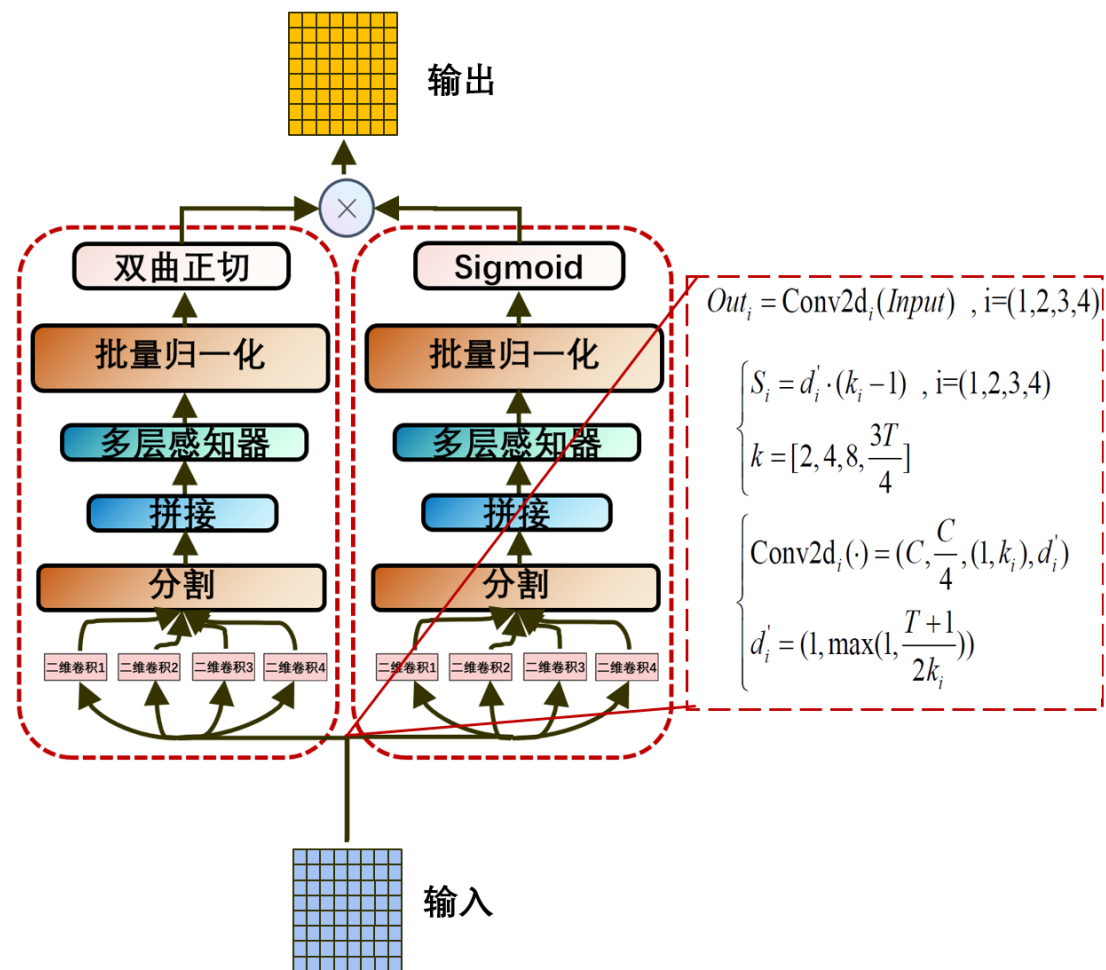 输出
×
双曲正切
Sigmoid
批量归一化
批量归一化
多层感知器
多层感知器
拼接
拼接
分割
分割
二维卷积1
二维卷积2
二维卷积3
二维卷积4
二维卷积1
二维卷积2
二维卷积3
二维卷积4
输入
Out_i = Conv2d_i(Input) , i=(1,2,3,4)
S_i = d_i' · (k_i − 1) , i=(1,2,3,4)
k = [2, 4, 8, 3T/4]
Conv2d_i(·) = (C, C/4, (1, k_i), d_i')
d_i' = (1, max(1, (T+1)/(2k_i)))